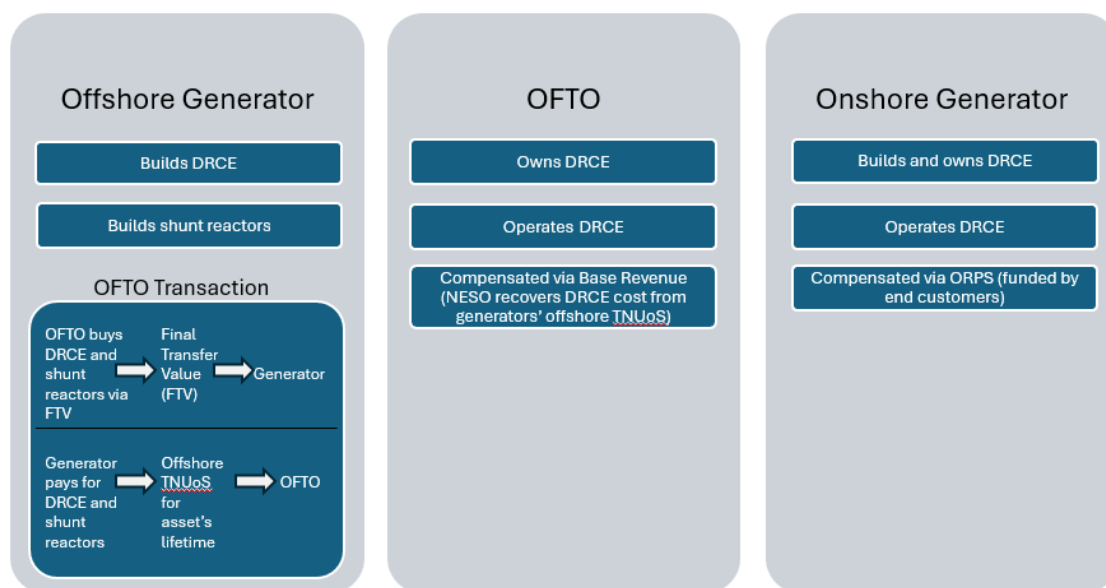 Offshore Generator
Builds DRCE
Builds shunt reactors
OFTO Transaction
OFTO buys
DRCE and
shunt
reactors via
FTV
Final
Transfer
Value
(FTV)
Generator
Generator
pays for
DRCE and
shunt
reactors
Offshore
TNUoS
for
asset's
lifetime
OFTO
OFTO
Owns DRCE
Operates DRCE
Compensated via Base Revenue
(NESO recovers DRCE cost from
generators' offshore TNUoS)
Onshore Generator
Builds and owns DRCE
Operates DRCE
Compensated via ORPS (funded by
end customers)